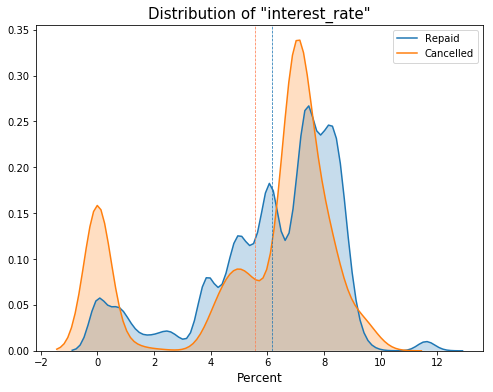 Distribution of "interest_rate"
Repaid
Cancelled
0.35
0.30
0.25
0.20
0.15
0.10
0.05
0.00
−2 0 2 4 6 8 10 12
Percent